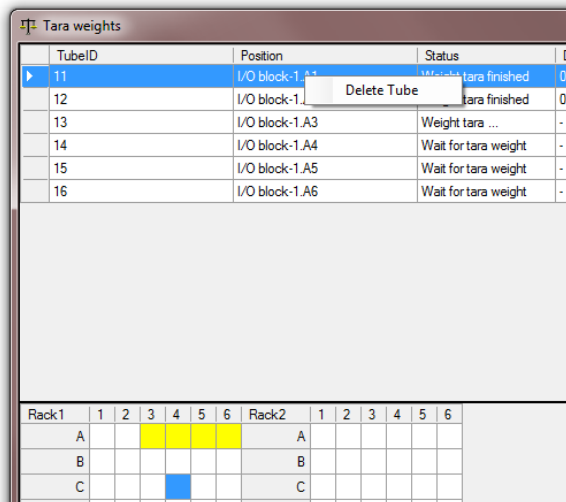 Tara weights
TubeID Position Status
11 I/O block-1.A1 Weight tara finished 0
Delete Tube
12 I/O block-1. tara finished 0
13 I/O block-1.A3 Weight tara ... -
14 I/O block-1.A4 Wait for tara weight -
15 I/O block-1.A5 Wait for tara weight -
16 I/O block-1.A6 Wait for tara weight -
Rack1 1 2 3 4 5 6 Rack2 1 2 3 4 5 6
A A
B B
C C